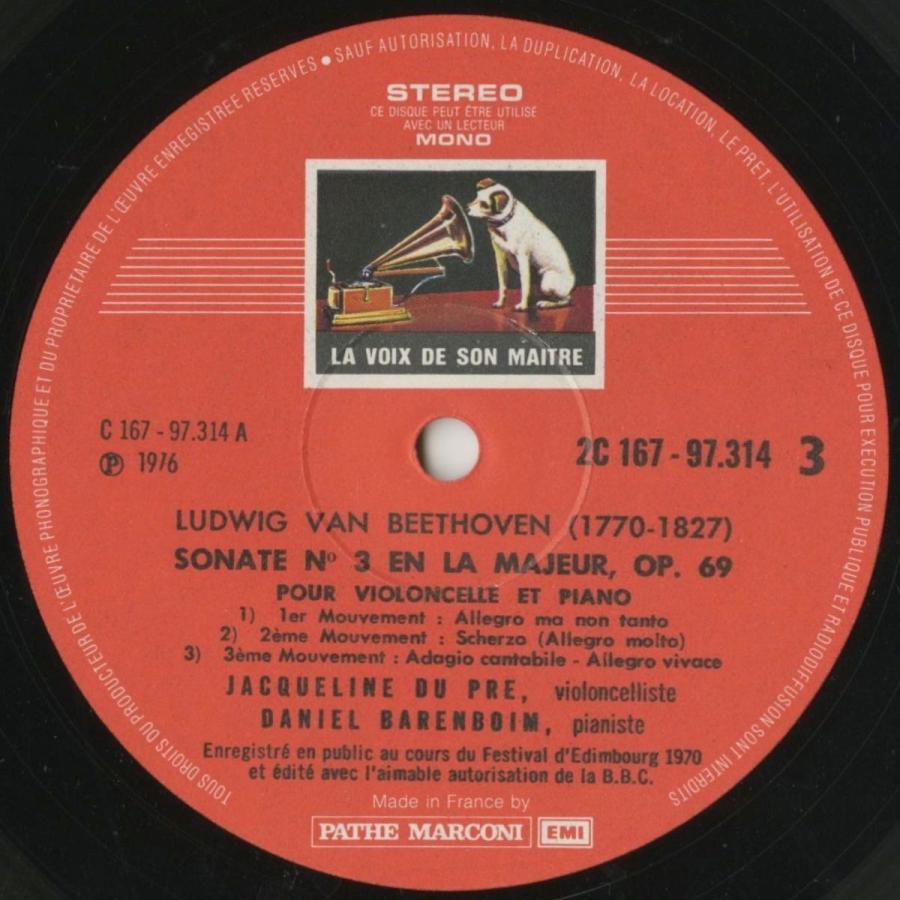 TOUS DROITS DU PRODUCTEUR DE L'ŒUVRE PHONOGRAPHIQUE ET DU PROPRIETAIRE DE L'ŒUVRE ENREGISTREE RESERVES • SAUF AUTORISATION, LA DUPLICATION, LA LOCATION, LE PRET, L'UTILISATION DE CE DISQUE POUR EXECUTION PUBLIQUE ET RADIODIFFUSION SONT INTERDITS
STEREO
CE DISQUE PEUT ÊTRE UTILISÉ
AVEC UN LECTEUR
MONO
LA VOIX DE SON MAITRE
C 167 - 97.314 A
℗ 1976
2C 167 - 97.314 3
LUDWIG VAN BEETHOVEN (1770-1827)
SONATE Nº 3 EN LA MAJEUR, OP. 69
POUR VIOLONCELLE ET PIANO
1) 1er Mouvement : Allegro ma non tanto
2) 2ème Mouvement : Scherzo (Allegro molto)
3) 3ème Mouvement : Adagio cantabile - Allegro vivace
JACQUELINE DU PRE, violoncelliste
DANIEL BARENBOIM, pianiste
Enregistré en public au cours du Festival d'Edimbourg 1970
et édité avec l'aimable autorisation de la B.B.C.
Made in France by
PATHE MARCONI EMI